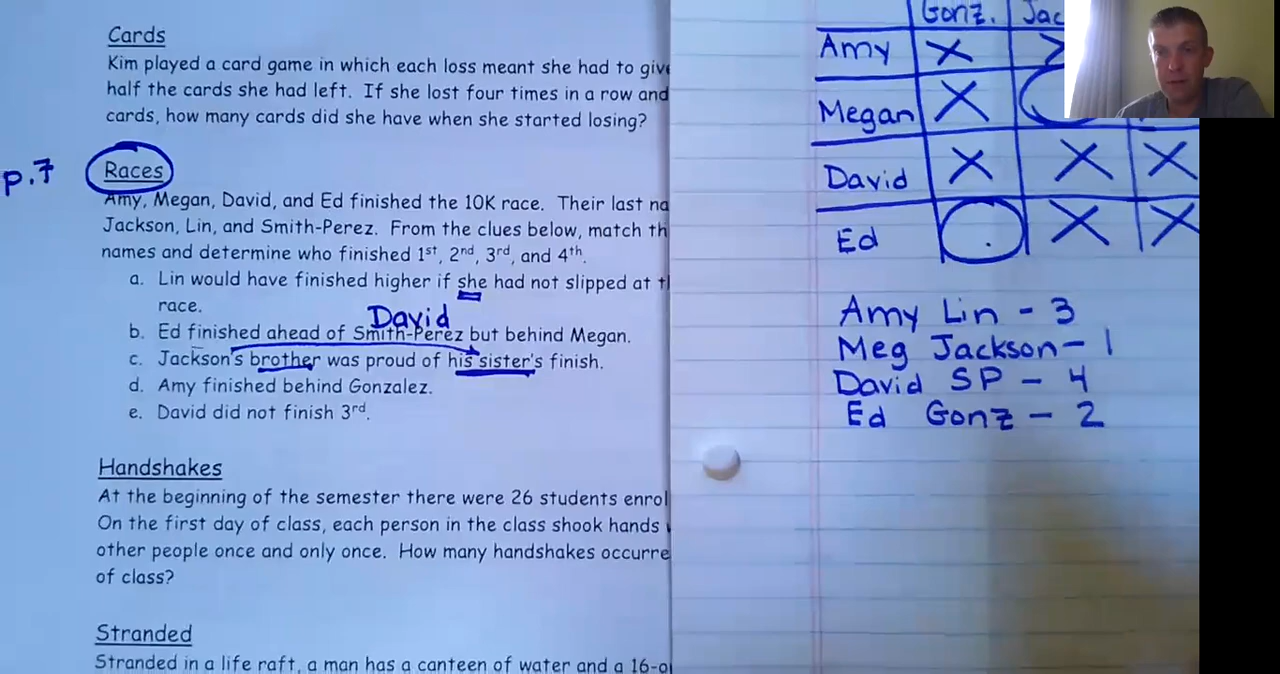 Cards
Kim played a card game in which each loss meant she had to give
half the cards she had left. If she lost four times in a row and
cards, how many cards did she have when she started losing?
p.7
Races
Amy, Megan, David, and Ed finished the 10K race. Their last na
Jackson, Lin, and Smith-Perez. From the clues below, match th
names and determine who finished 1st, 2nd, 3rd, and 4th.
a. Lin would have finished higher if she had not slipped at t
race.
David
b. Ed finished ahead of Smith-Perez but behind Megan.
c. Jackson's brother was proud of his sister's finish.
d. Amy finished behind Gonzalez.
e. David did not finish 3rd.
Handshakes
At the beginning of the semester there were 26 students enrol
On the first day of class, each person in the class shook hands
other people once and only once. How many handshakes occurre
of class?
Stranded
Stranded in a life raft, a man has a canteen of water and a 16-o
Gonz. Jac
Amy X
Megan X
David X X X
Ed X X
Amy Lin - 3
Meg Jackson - 1
David SP - 4
Ed Gonz - 2